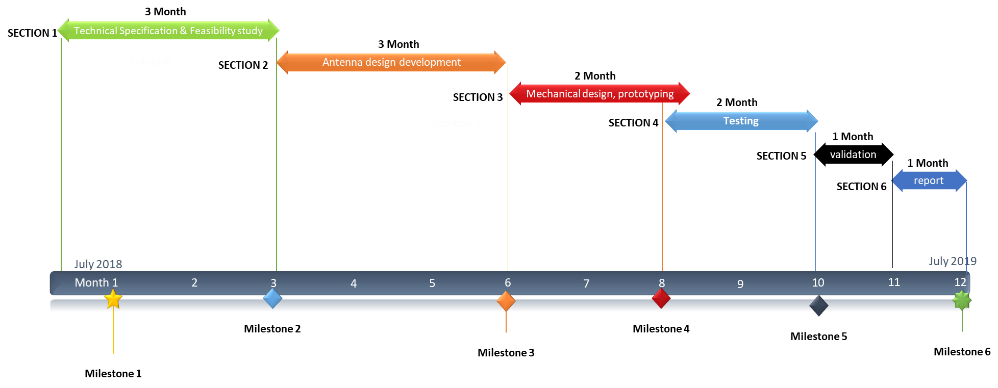 3 Month
SECTION 1
Technical Specification & Feasibility study
3 Month
SECTION 2
Antenna design development
2 Month
SECTION 3
Mechanical design, prototyping
2 Month
SECTION 4
Testing
1 Month
SECTION 5
validation
1 Month
SECTION 6
report
July 2018
July 2019
Month 1 2 3 4 5 6 7 8 9 10 11 12
Milestone 1
Milestone 2
Milestone 3
Milestone 4
Milestone 5
Milestone 6